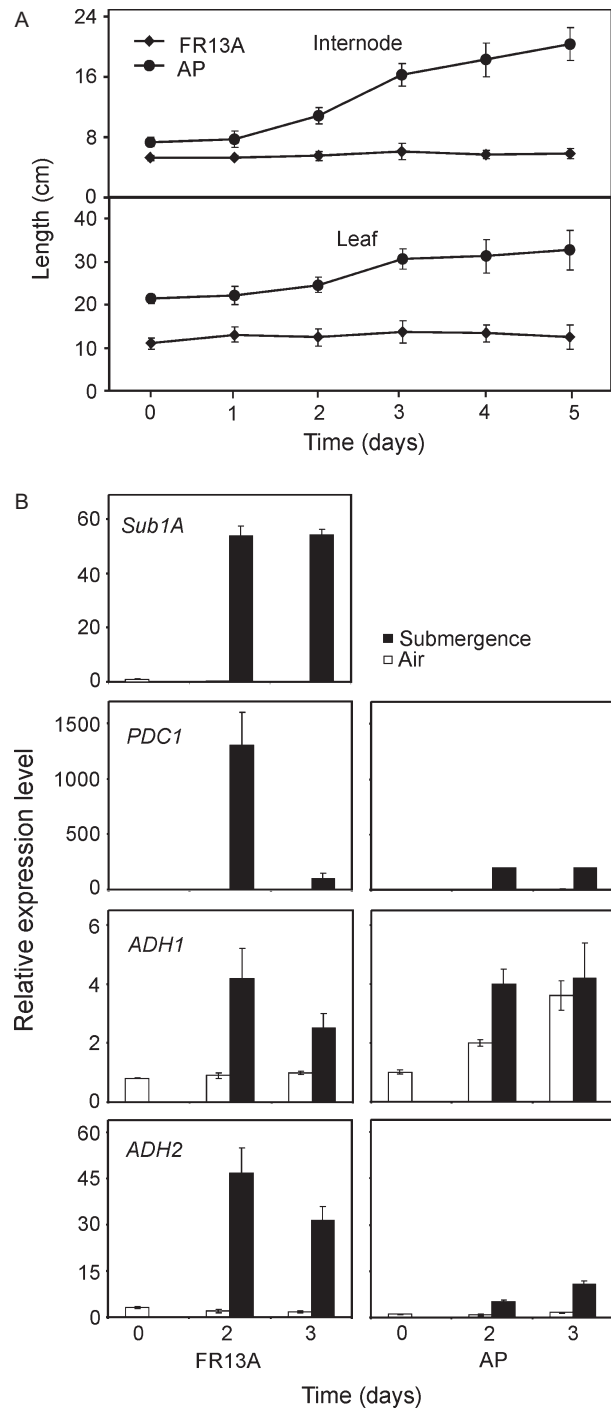 A
24
16
8
0
FR13A
AP
Internode
Length (cm)
40
30
20
10
0
Leaf
0 1 2 3 4 5
Time (days)
B
Relative expression level
Sub1A
60
40
20
0
Submergence
Air
PDC1
1500
1000
500
0
ADH1
6
4
2
0
ADH2
60
45
30
15
0
0 2 3 0 2 3
FR13A AP
Time (days)